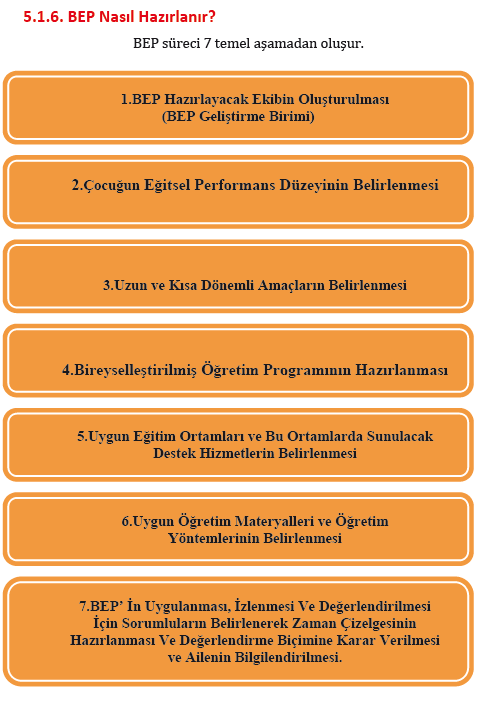 5.1.6. BEP Nasıl Hazırlanır?
BEP süreci 7 temel aşamadan oluşur.
1.BEP Hazırlayacak Ekibin Oluşturulması
(BEP Geliştirme Birimi)
2.Çocuğun Eğitsel Performans Düzeyinin Belirlenmesi
3.Uzun ve Kısa Dönemli Amaçların Belirlenmesi
4.Bireyselleştirilmiş Öğretim Programının Hazırlanması
5.Uygun Eğitim Ortamları ve Bu Ortamlarda Sunulacak
Destek Hizmetlerin Belirlenmesi
6.Uygun Öğretim Materyalleri ve Öğretim
Yöntemlerinin Belirlenmesi
7.BEP' İn Uygulanması, İzlenmesi Ve Değerlendirilmesi
İçin Sorumluların Belirlenerek Zaman Çizelgesinin
Hazırlanması Ve Değerlendirme Biçimine Karar Verilmesi
ve Ailenin Bilgilendirilmesi.